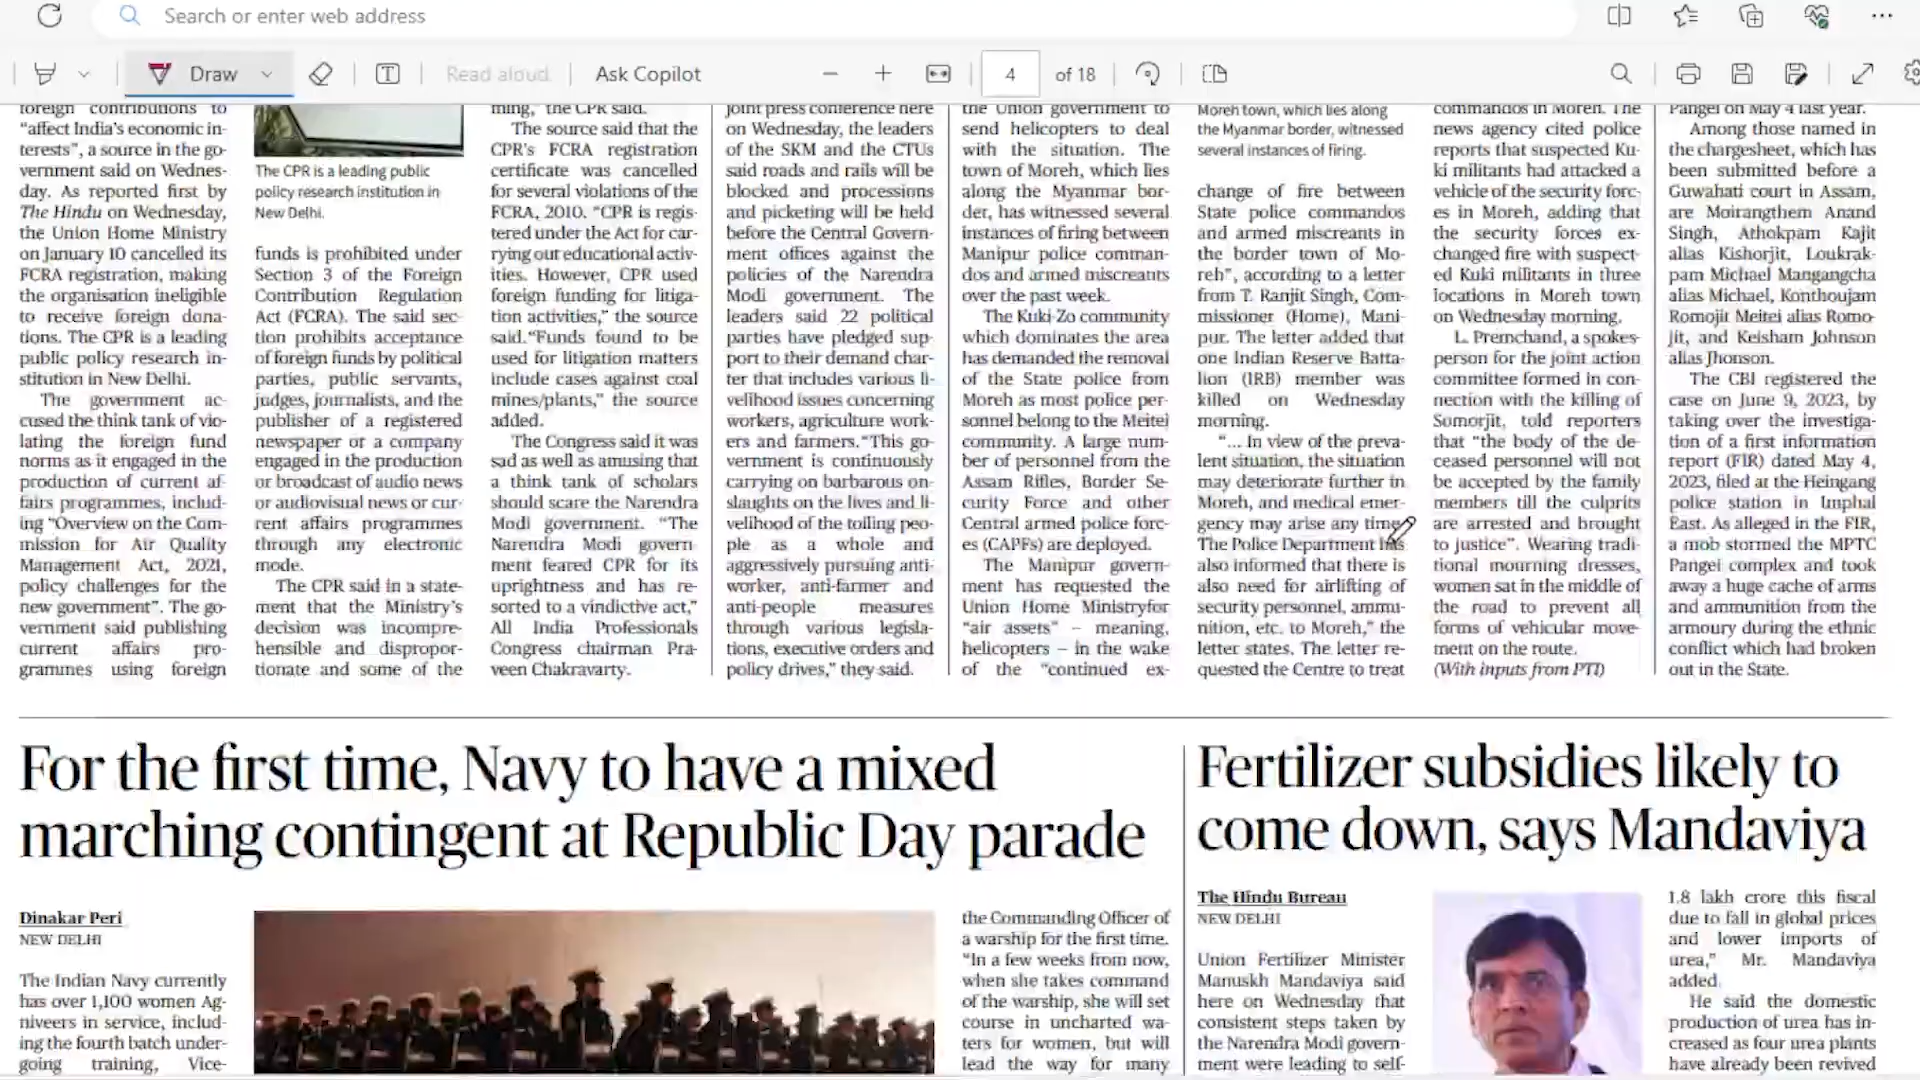 Search or enter web address
Draw
Read aloud
Ask Copilot
4
of 18
foreign contributions to
“affect India’s economic in-
terests”, a source in the go-
vernment said on Wednes-
day. As reported first by
The Hindu on Wednesday,
the Union Home Ministry
on January 10 cancelled its
FCRA registration, making
the organisation ineligible
to receive foreign dona-
tions. The CPR is a leading
public policy research in-
stitution in New Delhi.
The government ac-
cused the think tank of vio-
lating the foreign fund
norms as it engaged in the
production of current af-
fairs programmes, includ-
ing “Overview on the Com-
mission for Air Quality
Management Act, 2021,
policy challenges for the
new government”. The go-
vernment said publishing
current affairs pro-
grammes using foreign
The CPR is a leading public
policy research institution in
New Delhi.
funds is prohibited under
Section 3 of the Foreign
Contribution Regulation
Act (FCRA). The said sec-
tion prohibits acceptance
of foreign funds by political
parties, public servants,
judges, journalists, and the
publisher of a registered
newspaper or a company
engaged in the production
or broadcast of audio news
or audiovisual news or cur-
rent affairs programmes
through any electronic
mode.
The CPR said in a state-
ment that the Ministry’s
decision was incompre-
hensible and dispropor-
tionate and some of the
ming,” the CPR said.
The source said that the
CPR’s FCRA registration
certificate was cancelled
for several violations of the
FCRA, 2010. “CPR is regis-
tered under the Act for car-
rying our educational activ-
ities. However, CPR used
foreign funding for litiga-
tion activities,” the source
said.“Funds found to be
used for litigation matters
include cases against coal
mines/plants,” the source
added.
The Congress said it was
sad as well as amusing that
a think tank of scholars
should scare the Narendra
Modi government. “The
Narendra Modi govern-
ment feared CPR for its
uprightness and has re-
sorted to a vindictive act,”
All India Professionals
Congress chairman Pra-
veen Chakravarty.
joint press conference here
on Wednesday, the leaders
of the SKM and the CTUs
said roads and rails will be
blocked and processions
and picketing will be held
before the Central Govern-
ment offices against the
policies of the Narendra
Modi government. The
leaders said 22 political
parties have pledged sup-
port to their demand char-
ter that includes various li-
velihood issues concerning
workers, agriculture work-
ers and farmers.“This go-
vernment is continuously
carrying on barbarous on-
slaughts on the lives and li-
velihood of the toiling peo-
ple as a whole and
aggressively pursuing anti-
worker, anti-farmer and
anti-people measures
through various legisla-
tions, executive orders and
policy drives,” they said.
the Union government to
send helicopters to deal
with the situation. The
town of Moreh, which lies
along the Myanmar bor-
der, has witnessed several
instances of firing between
Manipur police comman-
dos and armed miscreants
over the past week.
The Kuki-Zo community
which dominates the area
has demanded the removal
of the State police from
Moreh as most police per-
sonnel belong to the Meitei
community. A large num-
ber of personnel from the
Assam Rifles, Border Se-
curity Force and other
Central armed police forc-
es (CAPFs) are deployed.
The Manipur govern-
ment has requested the
Union Home Ministryfor
“air assets” – meaning,
helicopters – in the wake
of the “continued ex-
Moreh town, which lies along
the Myanmar border, witnessed
several instances of firing.
change of fire between
State police commandos
and armed miscreants in
the border town of Mo-
reh”, according to a letter
from T. Ranjit Singh, Com-
missioner (Home), Mani-
pur. The letter added that
one Indian Reserve Batta-
lion (IRB) member was
killed on Wednesday
morning.
“... In view of the preva-
lent situation, the situation
may deteriorate further in
Moreh, and medical emer-
gency may arise any time.
The Police Department has
also informed that there is
also need for airlifting of
security personnel, ammu-
nition, etc. to Moreh,” the
letter states. The letter re-
quested the Centre to treat
commandos in Moreh. The
news agency cited police
reports that suspected Ku-
ki militants had attacked a
vehicle of the security forc-
es in Moreh, adding that
the security forces ex-
changed fire with suspect-
ed Kuki militants in three
locations in Moreh town
on Wednesday morning.
L. Premchand, a spokes-
person for the joint action
committee formed in con-
nection with the killing of
Somorjit, told reporters
that “the body of the de-
ceased personnel will not
be accepted by the family
members till the culprits
are arrested and brought
to justice”. Wearing tradi-
tional mourning dresses,
women sat in the middle of
the road to prevent all
forms of vehicular move-
ment on the route.
(With inputs from PTI)
Pangei on May 4 last year.
Among those named in
the chargesheet, which has
been submitted before a
Guwahati court in Assam,
are Moirangthem Anand
Singh, Athokpam Kajit
alias Kishorjit, Loukrak-
pam Michael Mangangcha
alias Michael, Konthoujam
Romojit Meitei alias Romo-
jit, and Keisham Johnson
alias Jhonson.
The CBI registered the
case on June 9, 2023, by
taking over the investiga-
tion of a first information
report (FIR) dated May 4,
2023, filed at the Heingang
police station in Imphal
East. As alleged in the FIR,
a mob stormed the MPTC
Pangei complex and took
away a huge cache of arms
and ammunition from the
armoury during the ethnic
conflict which had broken
out in the State.
For the first time, Navy to have a mixed
marching contingent at Republic Day parade
Dinakar Peri
NEW DELHI
The Indian Navy currently
has over 1,100 women Ag-
niveers in service, includ-
ing the fourth batch under-
going training, Vice-
the Commanding Officer of
a warship for the first time.
“In a few weeks from now,
when she takes command
of the warship, she will set
course in uncharted wa-
ters for women, but will
lead the way for many
Fertilizer subsidies likely to
come down, says Mandaviya
The Hindu Bureau
NEW DELHI
Union Fertilizer Minister
Manuskh Mandaviya said
here on Wednesday that
consistent steps taken by
the Narendra Modi govern-
ment were leading to self-
1.8 lakh crore this fiscal
due to fall in global prices
and lower imports of
urea,” Mr. Mandaviya
added.
He said the domestic
production of urea has in-
creased as four urea plants
have already been revived